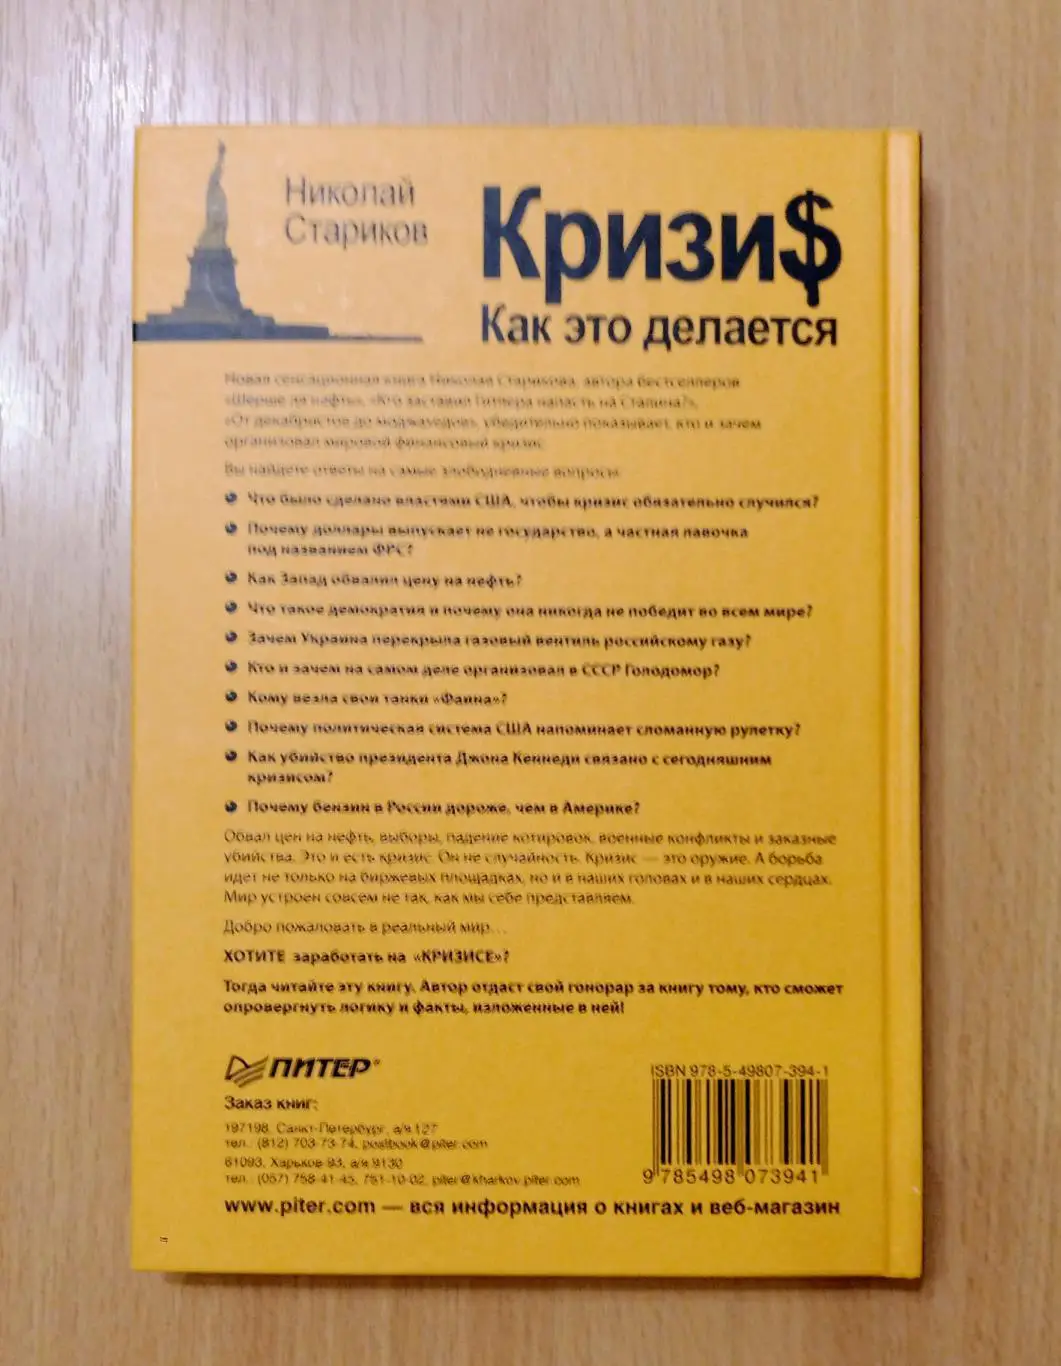 Николай
Стариков
Кризи$
Как это делается
Новая сенсационная книга Николая Старикова, автора бестселлеров
«Шерше ля нефть», «Кто заставил Гитлера напасть на Сталина?»,
«От декабристов до моджахедов», убедительно показывает, кто и зачем
организовал мировой финансовый кризис.
Вы найдете ответы на самые злободневные вопросы:
Что было сделано властями США, чтобы кризис обязательно случился?
Почему доллары выпускает не государство, а частная лавочка
под названием ФРС?
Как Запад обвалил цену на нефть?
Что такое демократия и почему она никогда не победит во всем мире?
Зачем Украина перекрыла газовый вентиль российскому газу?
Кто и зачем на самом деле организовал в СССР Голодомор?
Кому везла свои танки «Фаина»?
Почему политическая система США напоминает сломанную рулетку?
Как убийство президента Джона Кеннеди связано с сегодняшним
кризисом?
Почему бензин в России дороже, чем в Америке?
Обвал цен на нефть, выборы, падение котировок, военные конфликты и заказные
убийства. Это и есть кризис. Он не случайность. Кризис — это оружие. А борьба
идет не только на биржевых площадках, но и в наших головах и в наших сердцах.
Мир устроен совсем не так, как мы себе представляем.
Добро пожаловать в реальный мир...
ХОТИТЕ заработать на «КРИЗИСЕ»?
Тогда читайте эту книгу. Автор отдаст свой гонорар за книгу тому, кто сможет
опровергнуть логику и факты, изложенные в ней!
ПИТЕР®
Заказ книг:
197198, Санкт-Петербург, а/я 127
тел.: (812) 703-73-74, postbook@piter.com
61093, Харьков-93, а/я 9130
тел.: (057) 758-41-45, 751-10-02, piter@kharkov.piter.com
www.piter.com — вся информация о книгах и веб-магазин
ISBN 978-5-49807-394-1
9 785498 073941